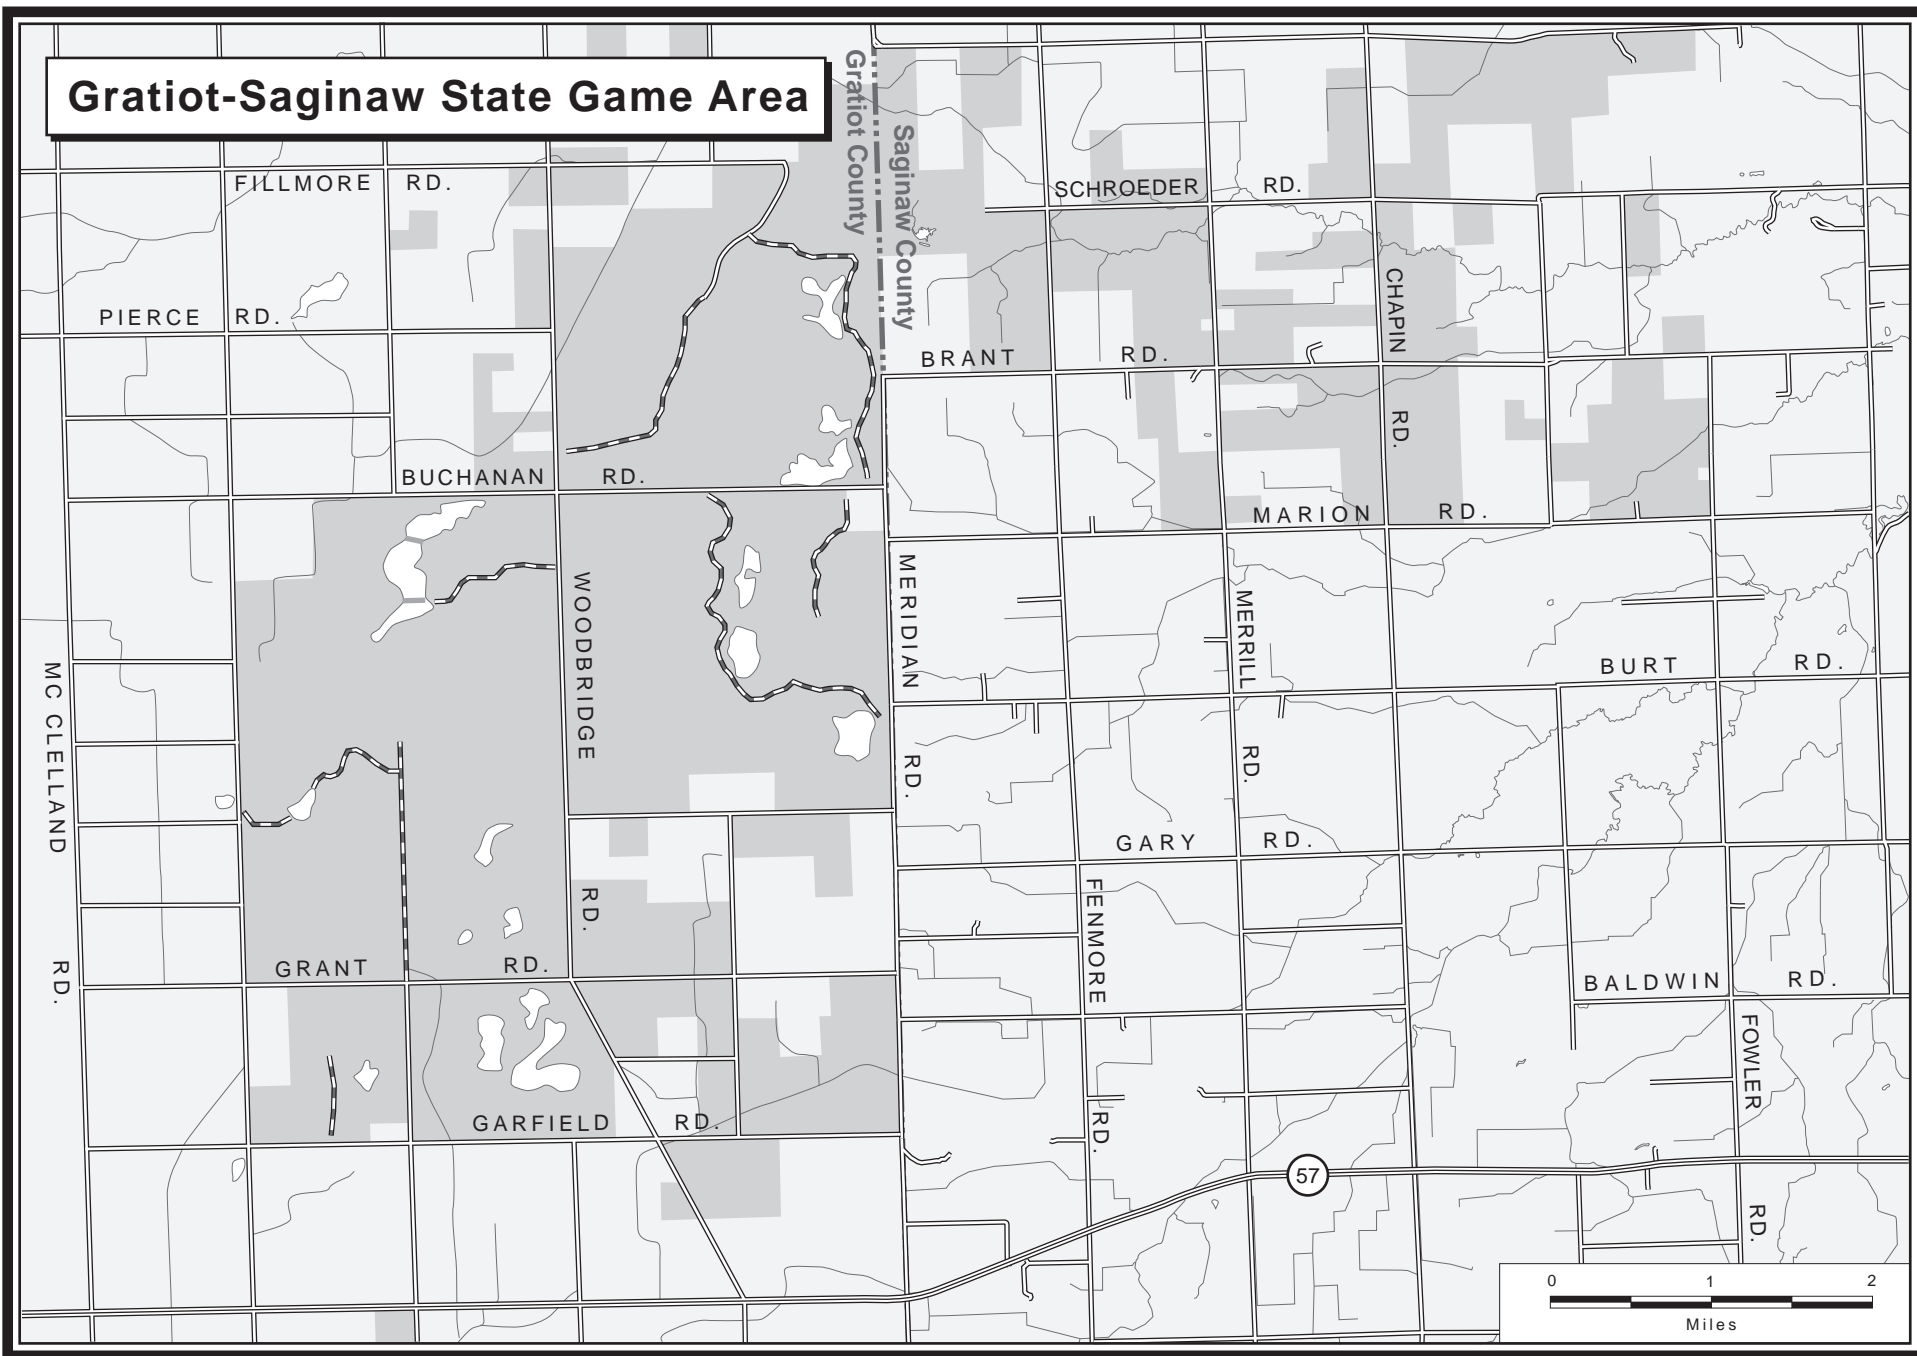 Gratiot-Saginaw State Game Area
Gratiot County
Saginaw County
FILLMORE RD.
SCHROEDER RD.
PIERCE RD.
CHAPIN
RD.
BRANT RD.
BUCHANAN RD.
MARION RD.
WOODBRIDGE
RD.
MERIDIAN
RD.
MERRILL
RD.
BURT RD.
MC CLELLAND
RD.
GARY RD.
FENMORE
RD.
GRANT RD.
BALDWIN RD.
FOWLER
RD.
GARFIELD RD.
57
0 1 2
Miles